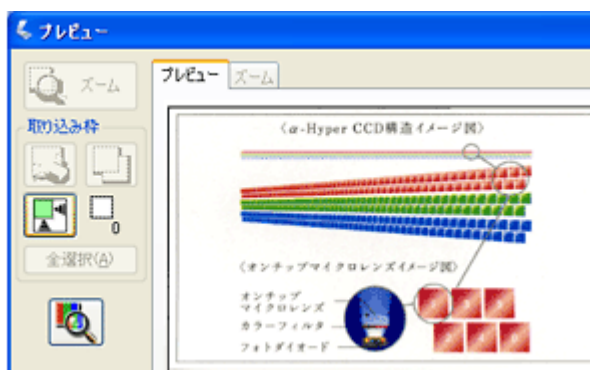 プレビュー
ズーム
プレビュー ズーム
取り込み枠
0
全選択(A)
〈α-Hyper CCD構造イメージ図〉
〈オンチップマイクロレンズイメージ図〉
オンチップ
マイクロレンズ
カラーフィルタ
フォトダイオード